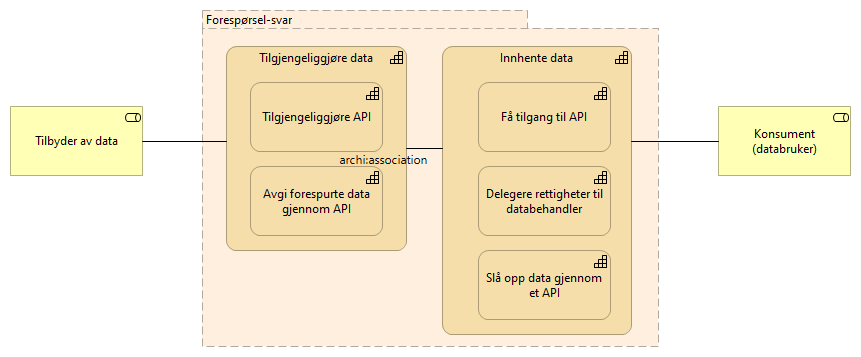 Forespørsel-svar
Tilgjengeliggjøre data
Innhente data
Tilgjengeliggjøre API
Få tilgang til API
Tilbyder av data
archi:association
Konsument
(databruker)
Avgi forespurte data
gjennom API
Delegere rettigheter til
databehandler
Slå opp data gjennom
et API